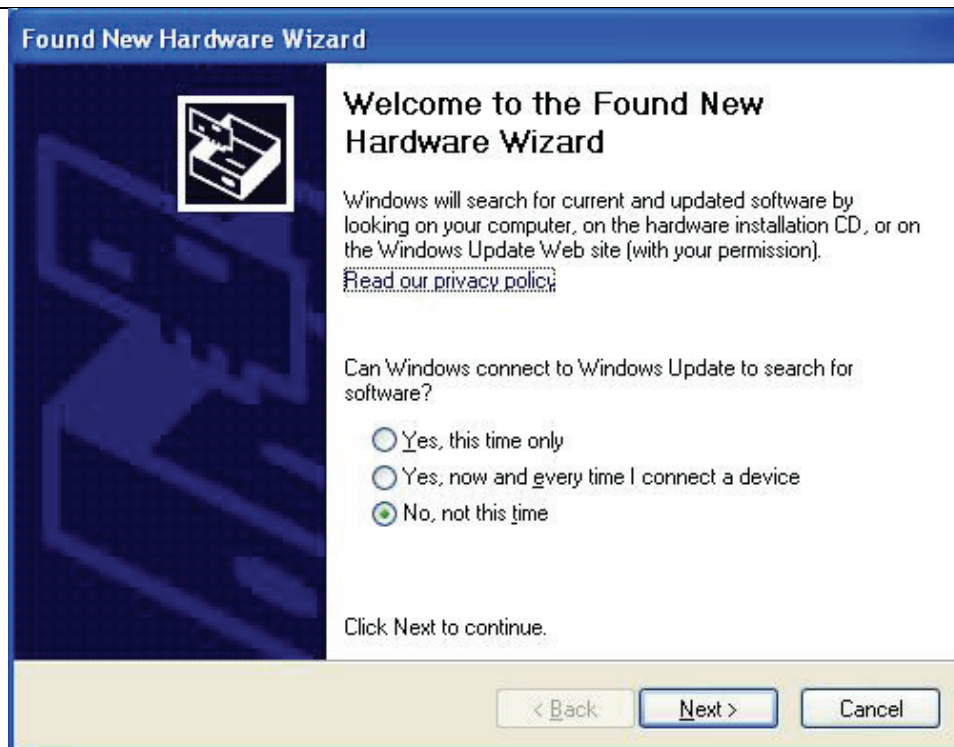 Found New Hardware Wizard
Welcome to the Found New
Hardware Wizard
Windows will search for current and updated software by
looking on your computer, on the hardware installation CD, or on
the Windows Update Web site (with your permission).
Read our privacy policy
Can Windows connect to Windows Update to search for
software?
Yes, this time only
Yes, now and every time I connect a device
No, not this time
Click Next to continue.
< Back
Next >
Cancel